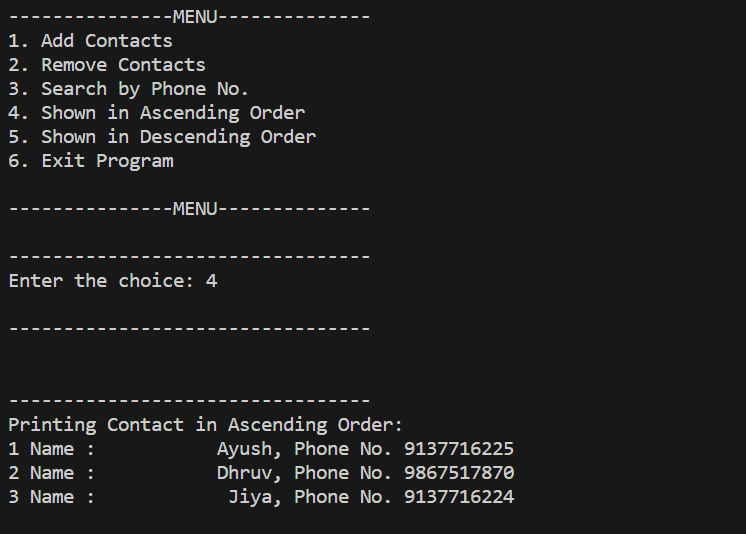 ---------------MENU--------------
1. Add Contacts
2. Remove Contacts
3. Search by Phone No.
4. Shown in Ascending Order
5. Shown in Descending Order
6. Exit Program
---------------MENU--------------
---------------------------------
Enter the choice: 4
---------------------------------
---------------------------------
Printing Contact in Ascending Order:
1 Name :           Ayush, Phone No. 9137716225
2 Name :           Dhruv, Phone No. 9867517870
3 Name :            Jiya, Phone No. 9137716224